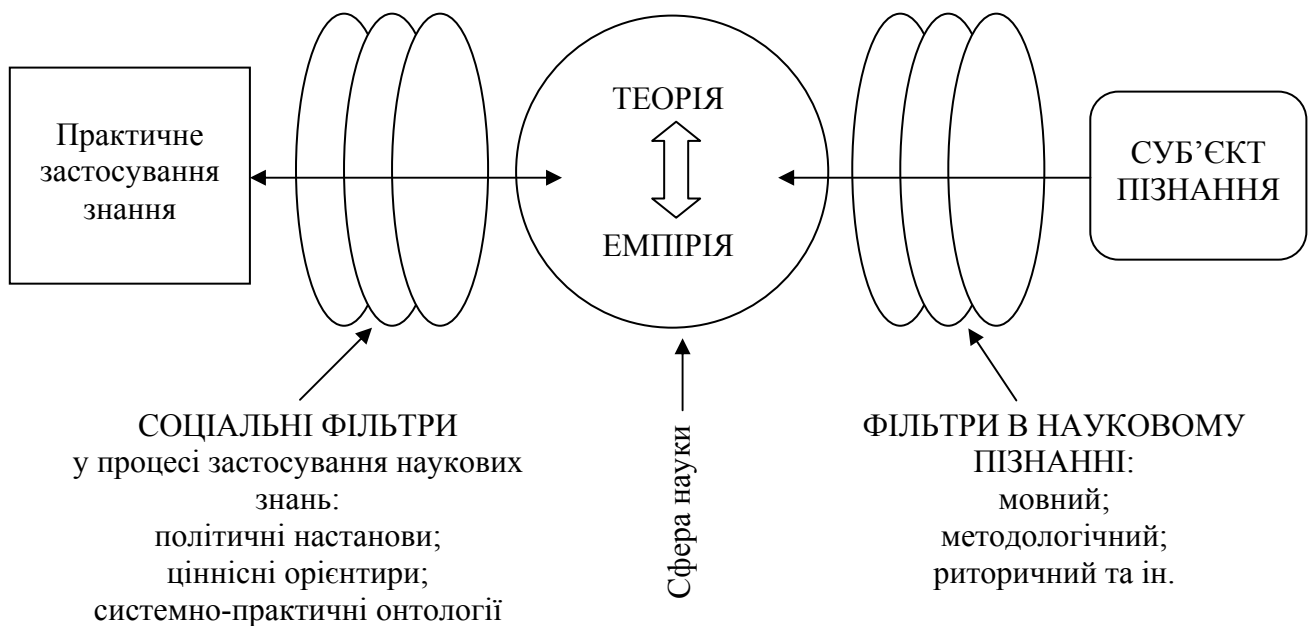 Практичне
застосування
знання
ТЕОРІЯ
ЕМПІРІЯ
СУБ’ЄКТ
ПІЗНАННЯ
СОЦІАЛЬНІ ФІЛЬТРИ
у процесі застосування наукових
знань:
політичні настанови;
ціннісні орієнтири;
системно-практичні онтології
Сфера науки
ФІЛЬТРИ В НАУКОВОМУ
ПІЗНАННІ:
мовний;
методологічний;
риторичний та ін.